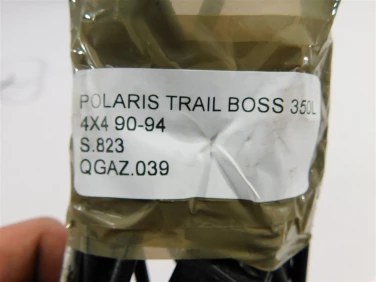 POLARIS TRAIL BOSS 350L
4X4 90-94
S.823
QGAZ.039